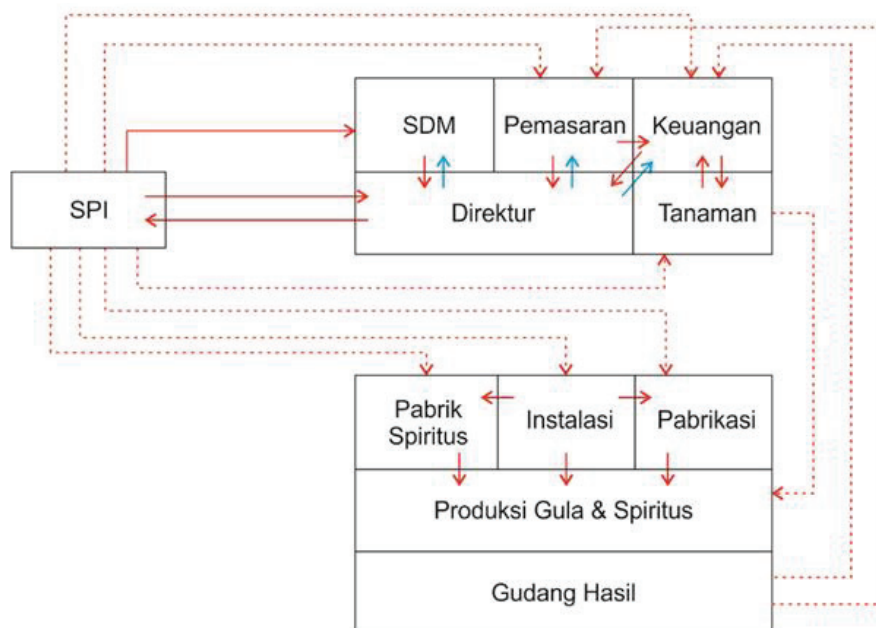 SDM
Pemasaran
Keuangan
SPI
Direktur
Tanaman
Pabrik
Spiritus
Instalasi
Pabrikasi
Produksi Gula & Spiritus
Gudang Hasil